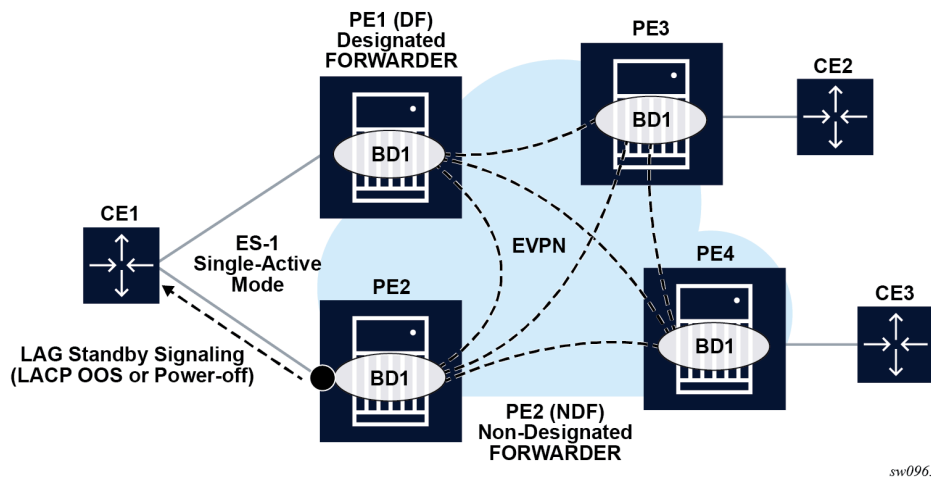 PE1 (DF)
Designated
FORWARDER
PE3
CE2
BD1
BD1
CE1
ES-1
Single-Active
Mode
EVPN
PE4
PE2
CE3
LAG Standby Signaling
(LACP OOS or Power-off)
BD1
BD1
PE2 (NDF)
Non-Designated
FORWARDER